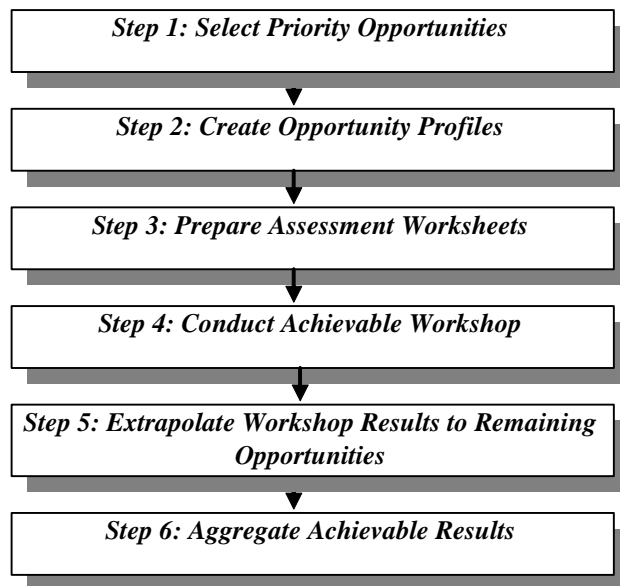 Step 1: Select Priority Opportunities
Step 2: Create Opportunity Profiles
Step 3: Prepare Assessment Worksheets
Step 4: Conduct Achievable Workshop
Step 5: Extrapolate Workshop Results to Remaining
Opportunities
Step 6: Aggregate Achievable Results